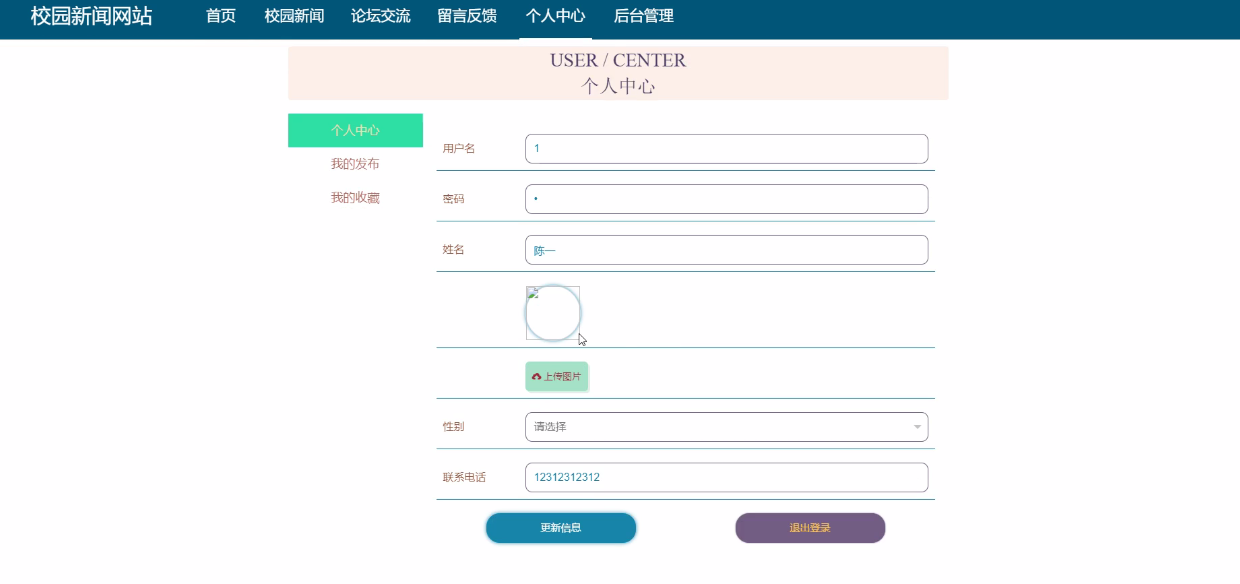 校园新闻网站 首页 校园新闻 论坛交流 留言反馈 个人中心 后台管理
USER / CENTER
个人中心
个人中心
我的发布
我的收藏
用户名 1
密码 •
姓名 陈一
上传图片
性别 请选择
联系电话 12312312312
更新信息 退出登录